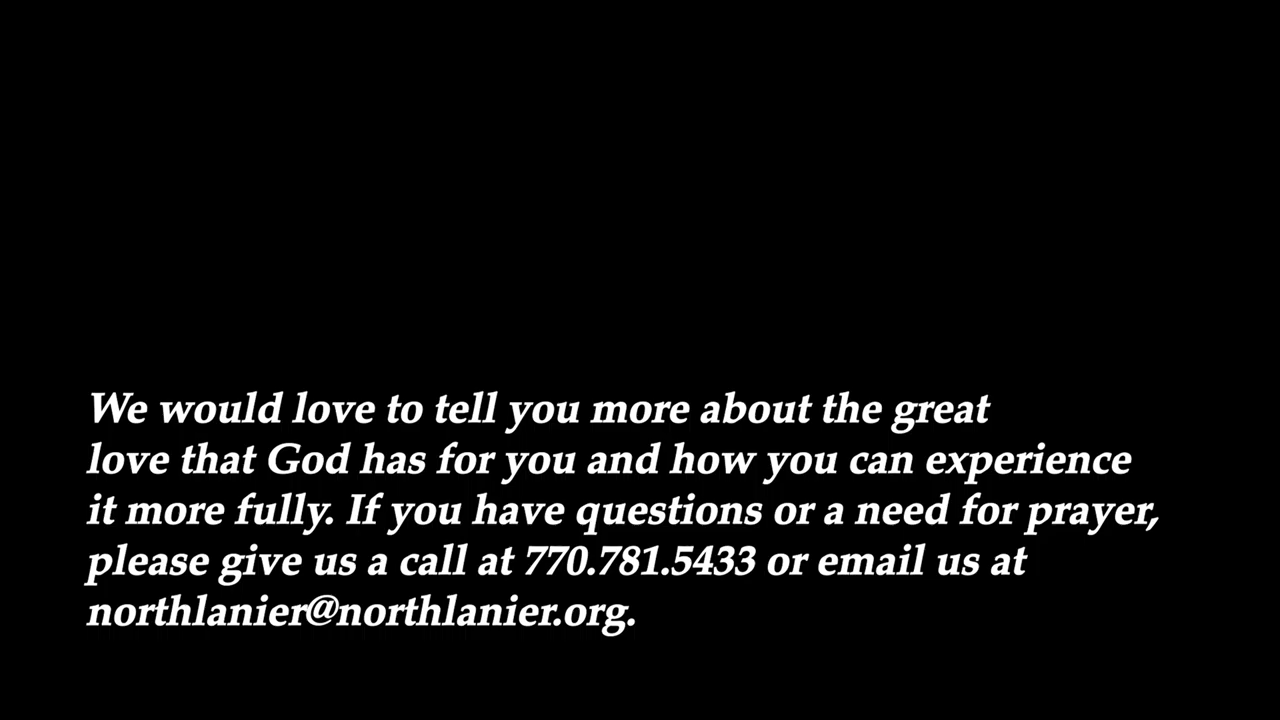 We would love to tell you more about the great
love that God has for you and how you can experience
it more fully. If you have questions or a need for prayer,
please give us a call at 770.781.5433 or email us at
northlanier@northlanier.org.